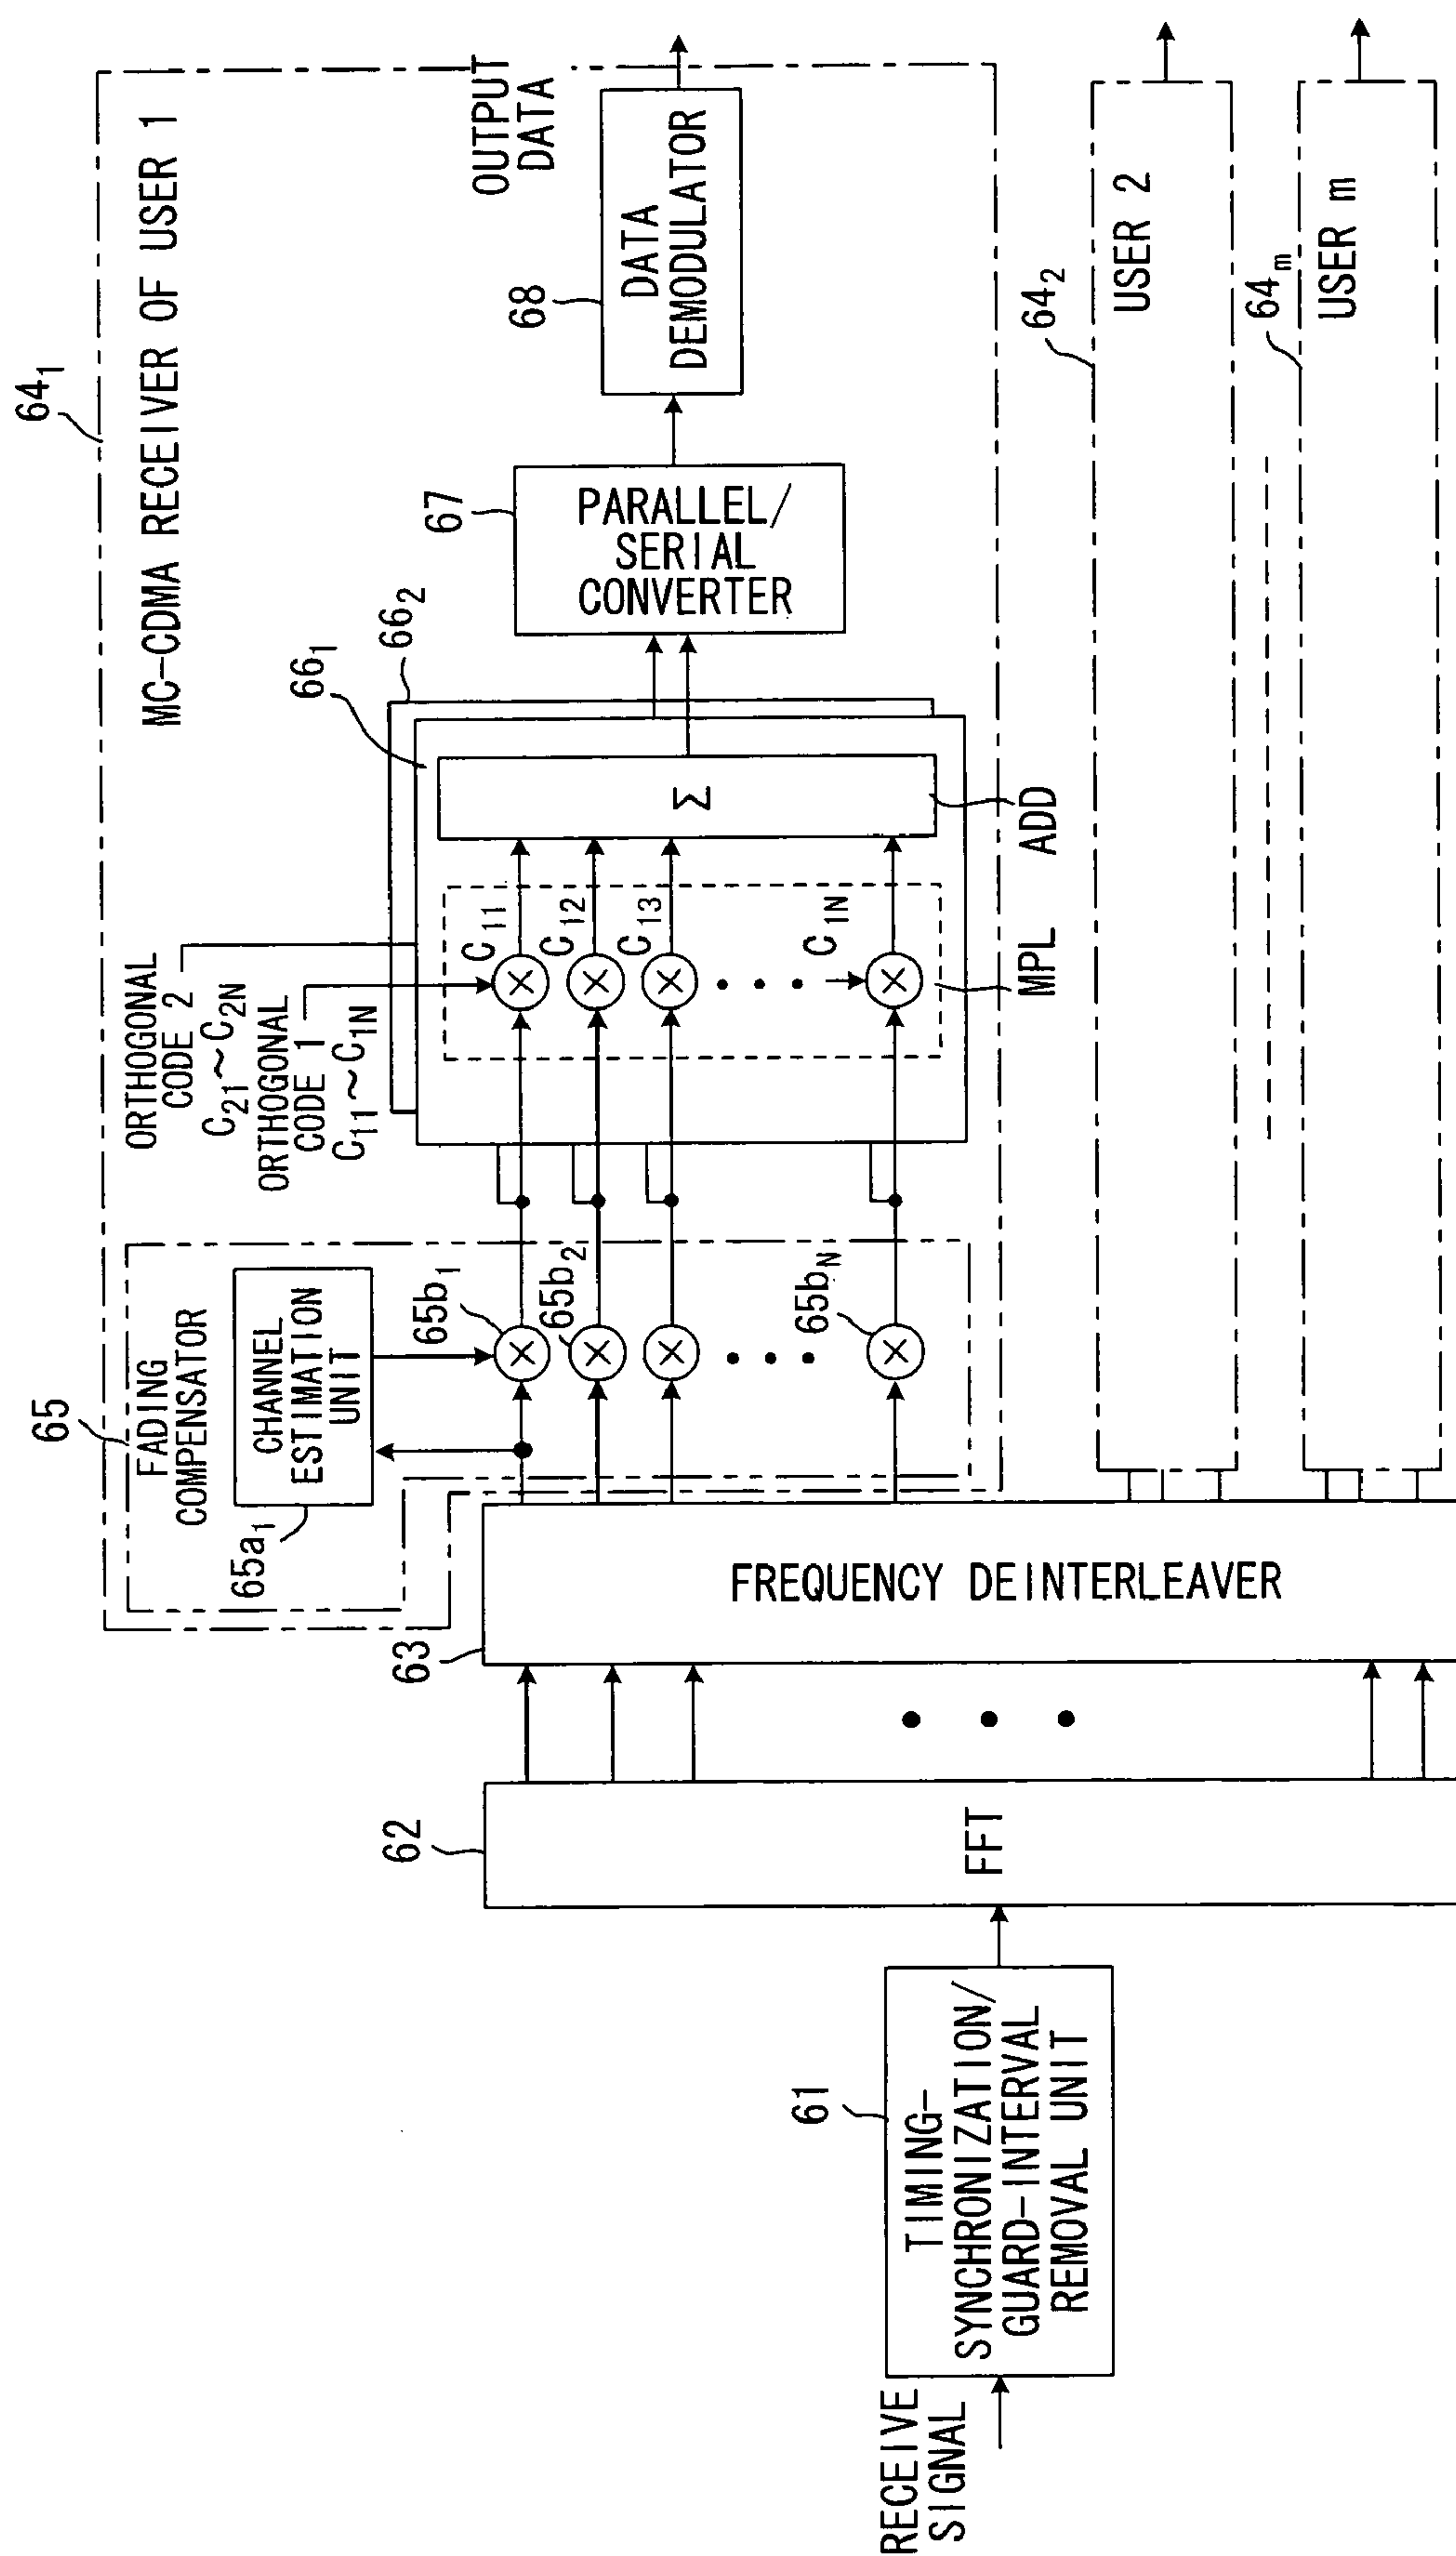 64₁
MC-CDMA RECEIVER OF USER 1
65
FADING
COMPENSATOR
CHANNEL
ESTIMATION
UNIT
65a₁
65b₁
65b₂
65b_N
ORTHOGONAL
CODE 2
C₂₁~C₂N
ORTHOGONAL
CODE 1
C₁₁~C₁N
66₁
66₂
C₁₁
C₁₂
C₁₃
C₁N
Σ
MPL
ADD
67
PARALLEL/
SERIAL
CONVERTER
68
DATA
DEMODULATOR
OUTPUT
DATA
RECEIVE
SIGNAL
61
TIMING-
SYNCHRONIZATION/
GUARD-INTERVAL
REMOVAL UNIT
62
FFT
63
FREQUENCY DEINTERLEAVER
64₂
USER 2
64m
USER m